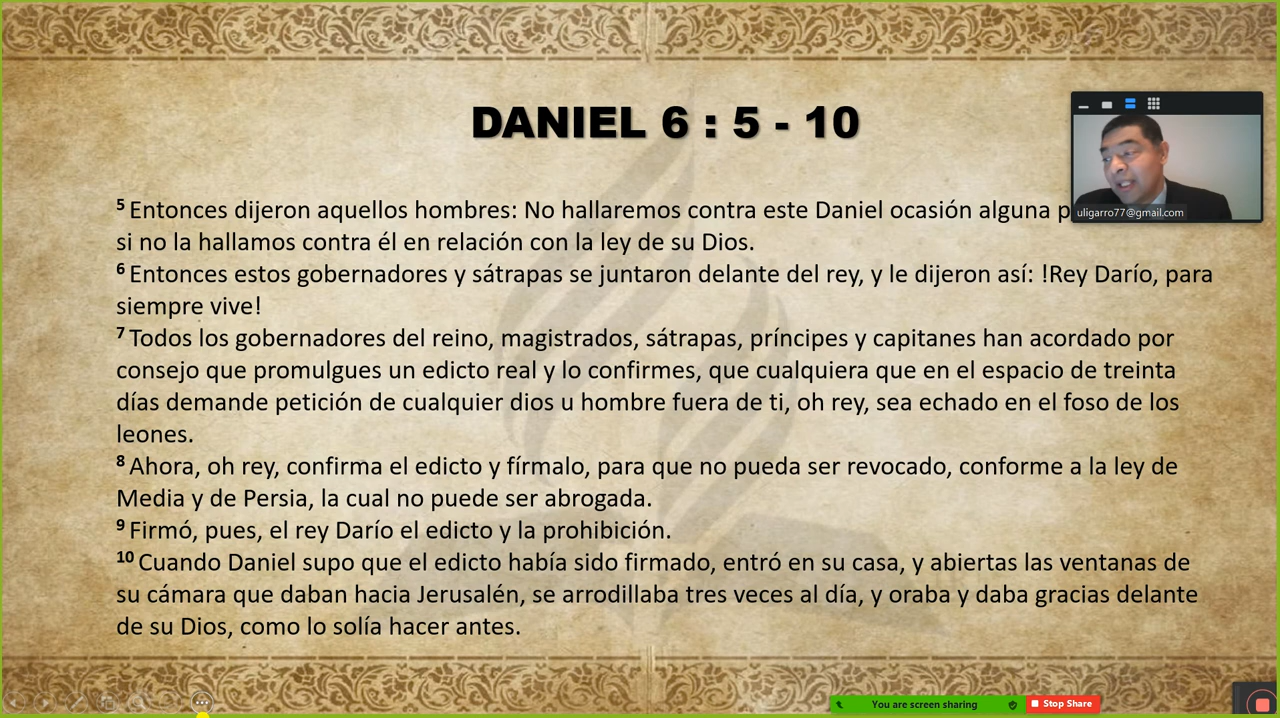 DANIEL 6 : 5 - 10
5 Entonces dijeron aquellos hombres: No hallaremos contra este Daniel ocasión alguna
si no la hallamos contra él en relación con la ley de su Dios.
6 Entonces estos gobernadores y sátrapas se juntaron delante del rey, y le dijeron así: !Rey Darío, para
siempre vive!
7 Todos los gobernadores del reino, magistrados, sátrapas, príncipes y capitanes han acordado por
consejo que promulgues un edicto real y lo confirmes, que cualquiera que en el espacio de treinta
días demande petición de cualquier dios u hombre fuera de ti, oh rey, sea echado en el foso de los
leones.
8 Ahora, oh rey, confirma el edicto y fírmalo, para que no pueda ser revocado, conforme a la ley de
Media y de Persia, la cual no puede ser abrogada.
9 Firmó, pues, el rey Darío el edicto y la prohibición.
10 Cuando Daniel supo que el edicto había sido firmado, entró en su casa, y abiertas las ventanas de
su cámara que daban hacia Jerusalén, se arrodillaba tres veces al día, y oraba y daba gracias delante
de su Dios, como lo solía hacer antes.
uligarro77@gmail.com
You are screen sharing
Stop Share